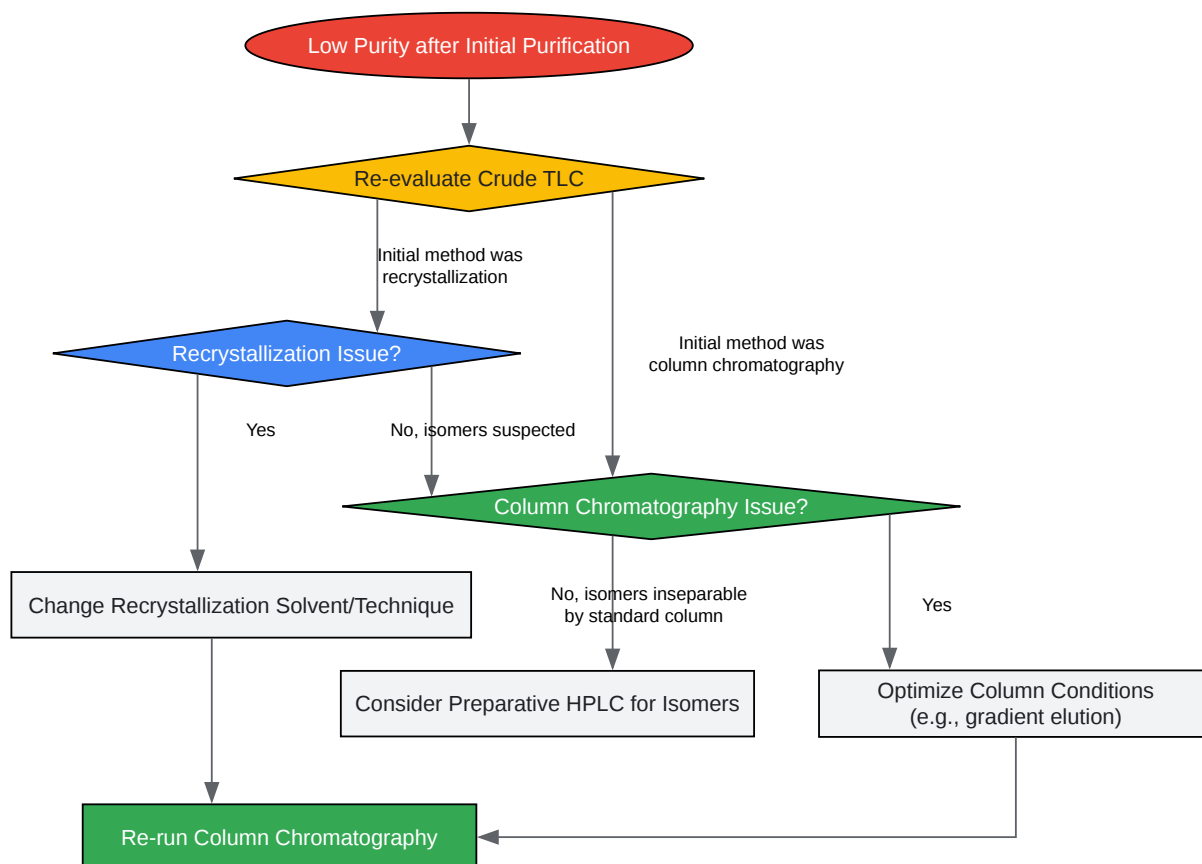 Low Purity after Initial Purification
Re-evaluate Crude TLC
Initial method was
recrystallization
Initial method was
column chromatography
Recrystallization Issue?
Yes
No, isomers suspected
Column Chromatography Issue?
Change Recrystallization Solvent/Technique
No, isomers inseparable
by standard column
Yes
Consider Preparative HPLC for Isomers
Optimize Column Conditions
(e.g., gradient elution)
Re-run Column Chromatography